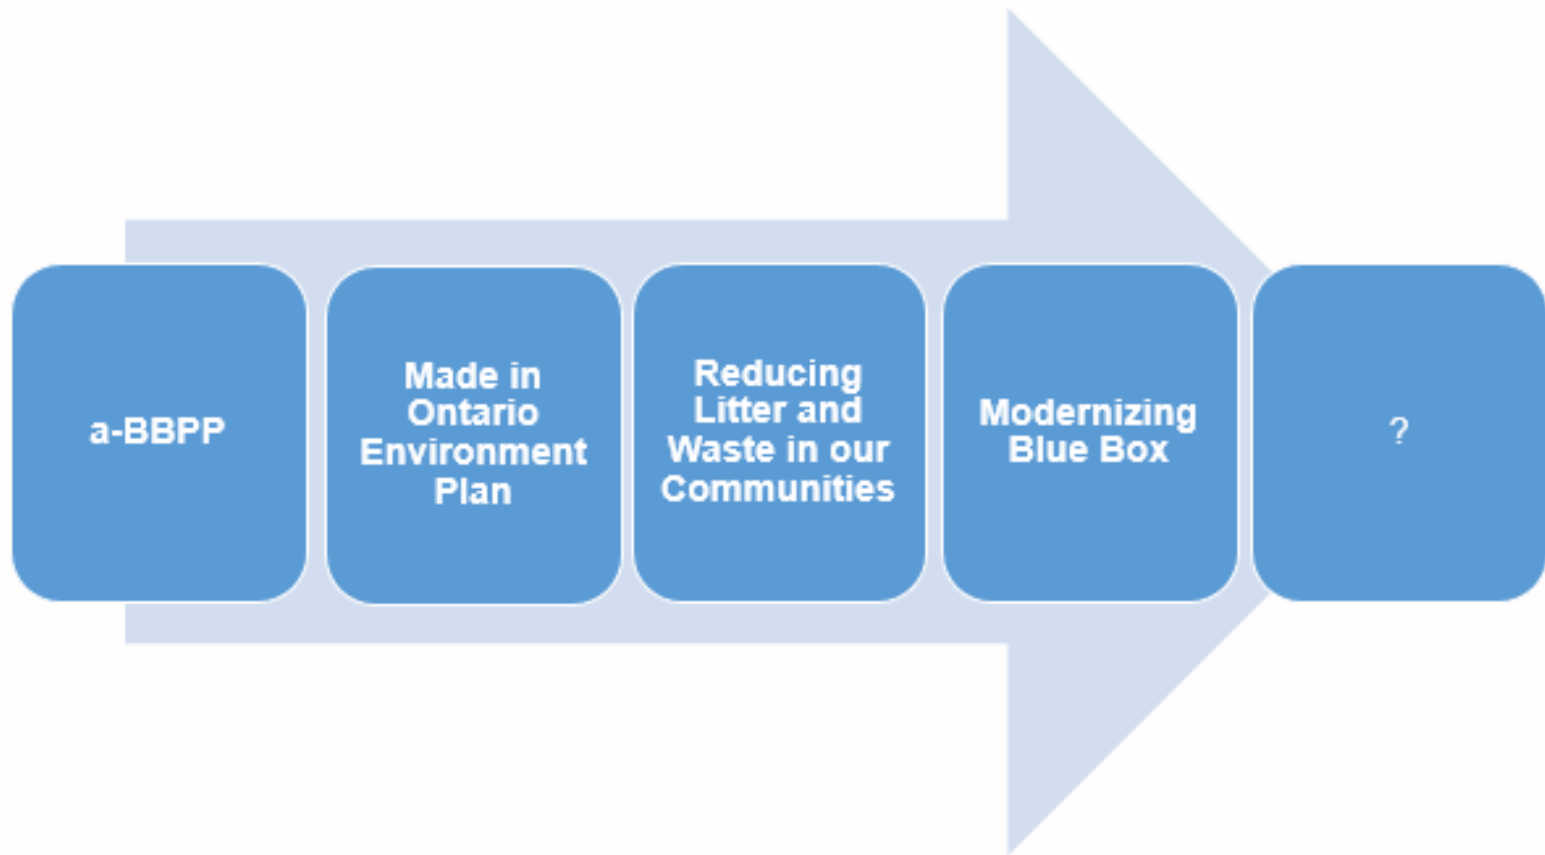 a-BBPP
Made in
Ontario
Environment
Plan
Reducing
Litter and
Waste in our
Communities
Modernizing
Blue Box
?